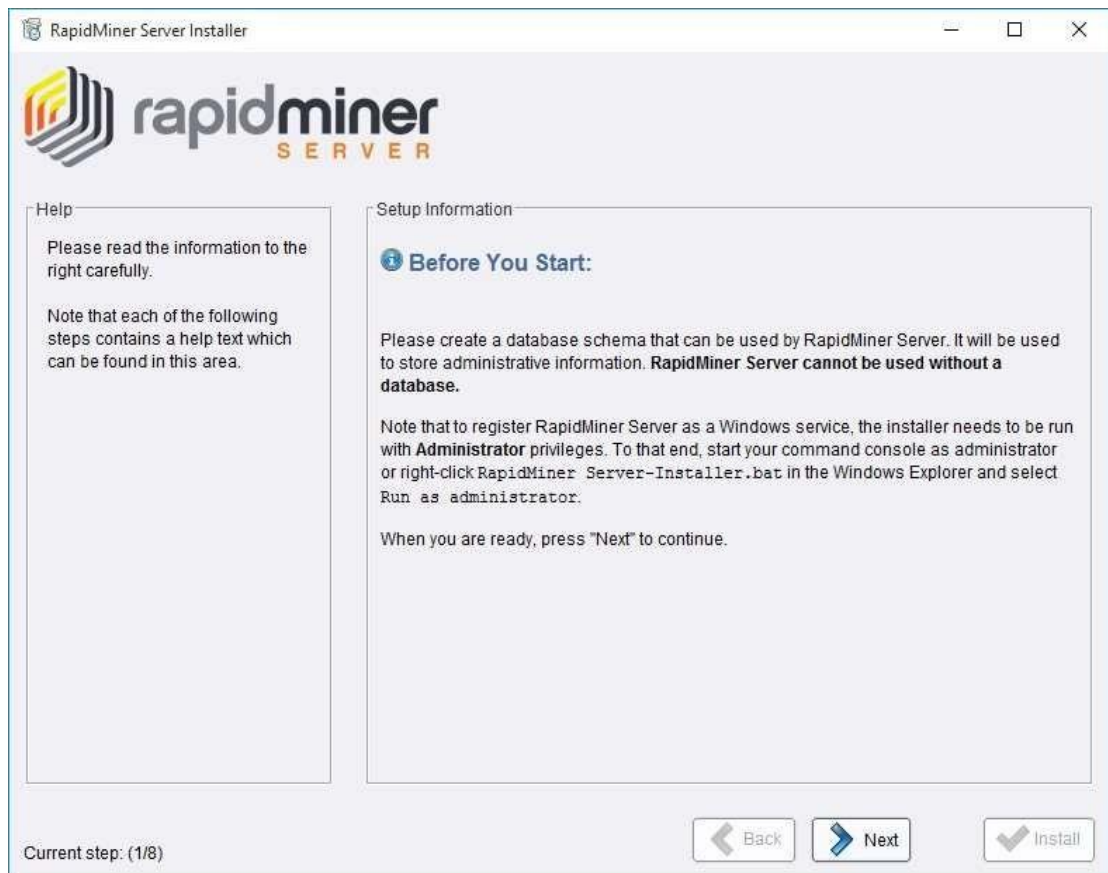 RapidMiner Server Installer
rapidminer
SERVER
Help
Please read the information to the
right carefully.
Note that each of the following
steps contains a help text which
can be found in this area.
Setup Information
Before You Start:
Please create a database schema that can be used by RapidMiner Server. It will be used
to store administrative information. RapidMiner Server cannot be used without a
database.
Note that to register RapidMiner Server as a Windows service, the installer needs to be run
with Administrator privileges. To that end, start your command console as administrator
or right-click RapidMiner Server-Installer.bat in the Windows Explorer and select
Run as administrator.
When you are ready, press "Next" to continue.
Current step: (1/8)
Back
Next
Install